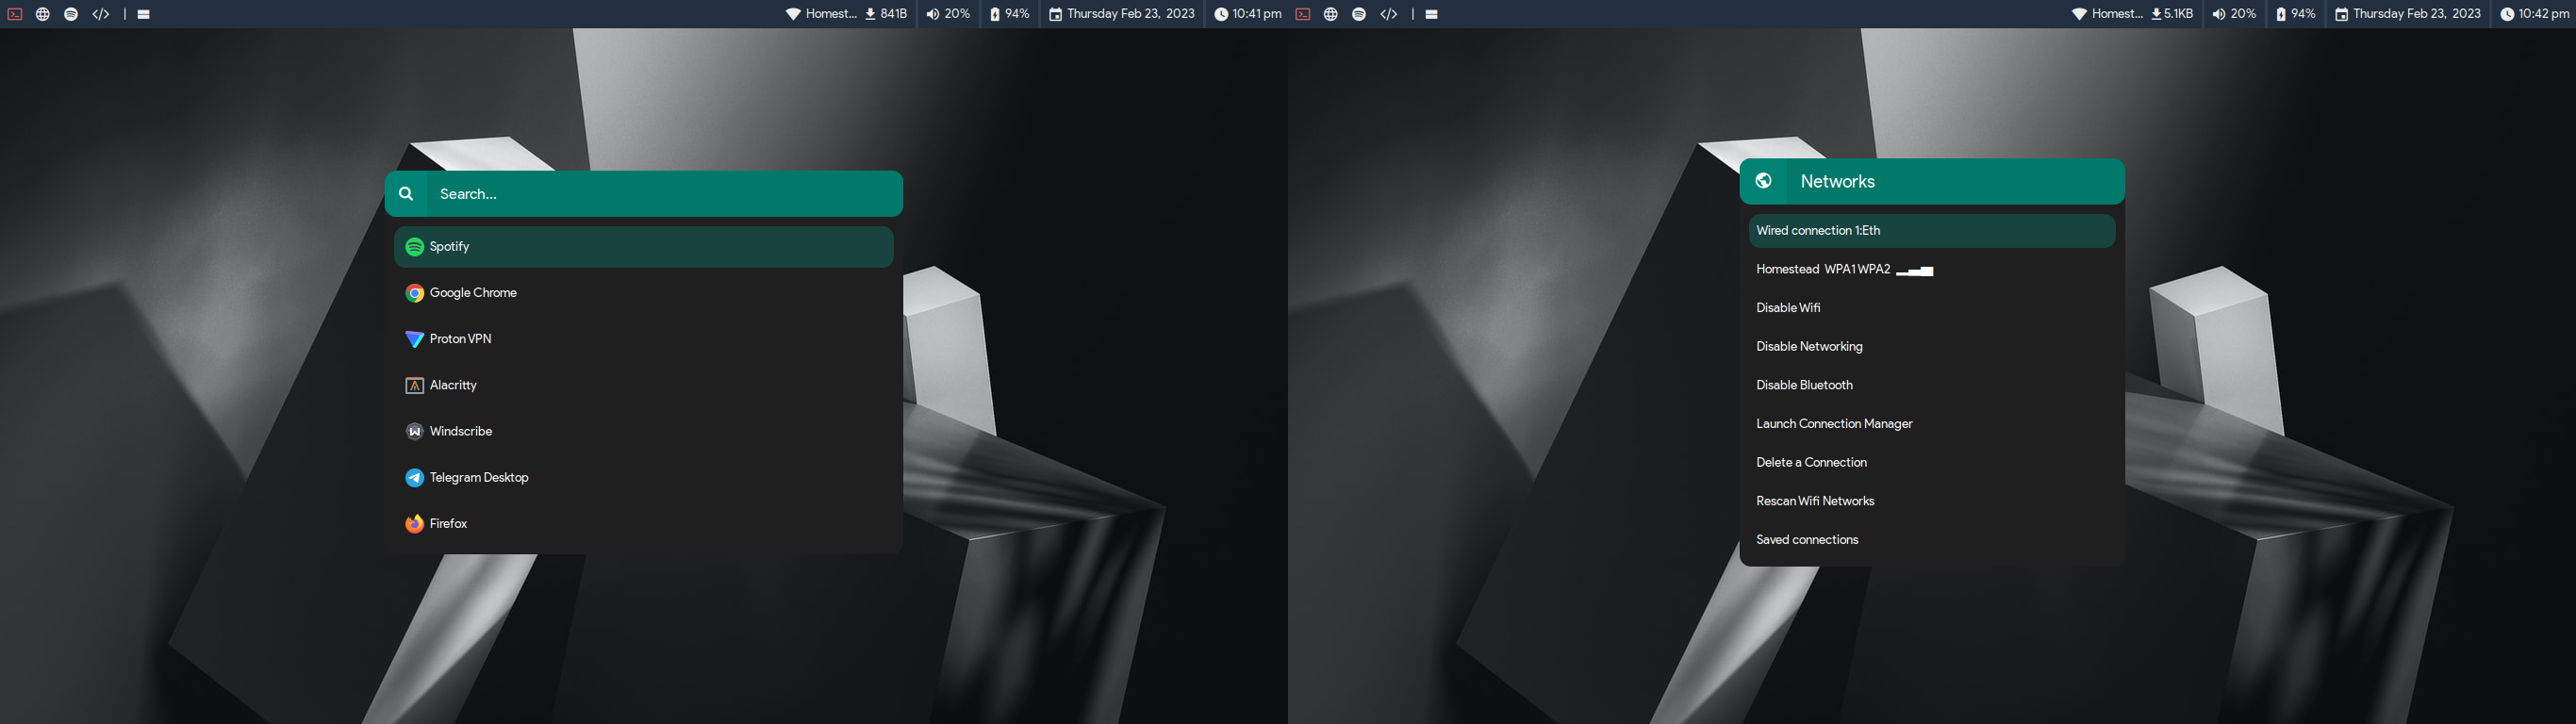 Homest... 841B 20% 94% Thursday Feb 23, 2023 10:41 pm
Search...
Spotify
Google Chrome
Proton VPN
Alacritty
Windscribe
Telegram Desktop
Firefox
Homest... 5.1KB 20% 94% Thursday Feb 23, 2023 10:42 pm
Networks
Wired connection 1:Eth
Homestead WPA1 WPA2
Disable Wifi
Disable Networking
Disable Bluetooth
Launch Connection Manager
Delete a Connection
Rescan Wifi Networks
Saved connections